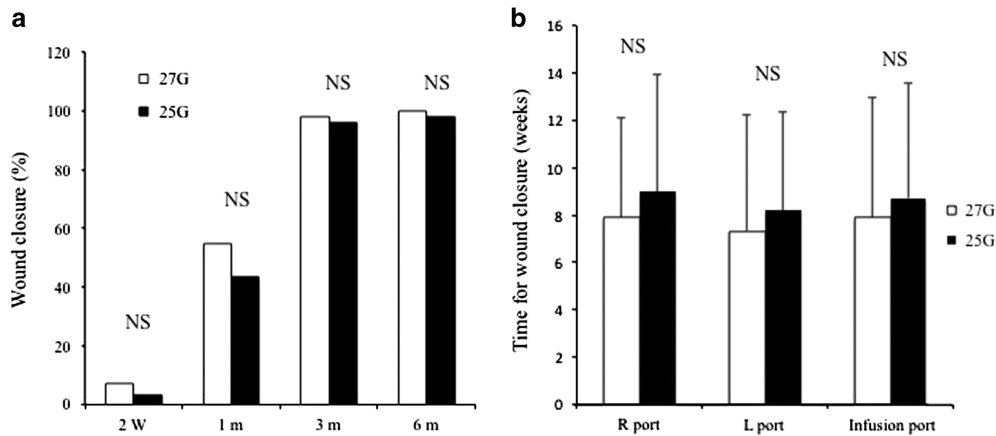 a
Wound closure (%)
120
100
80
60
40
20
0
27G
25G
NS
NS
NS
NS
2 W
1 m
3 m
6 m
b
Time for wound closure (weeks)
16
14
12
10
8
6
4
2
0
NS
NS
NS
27G
25G
R port
L port
Infusion port